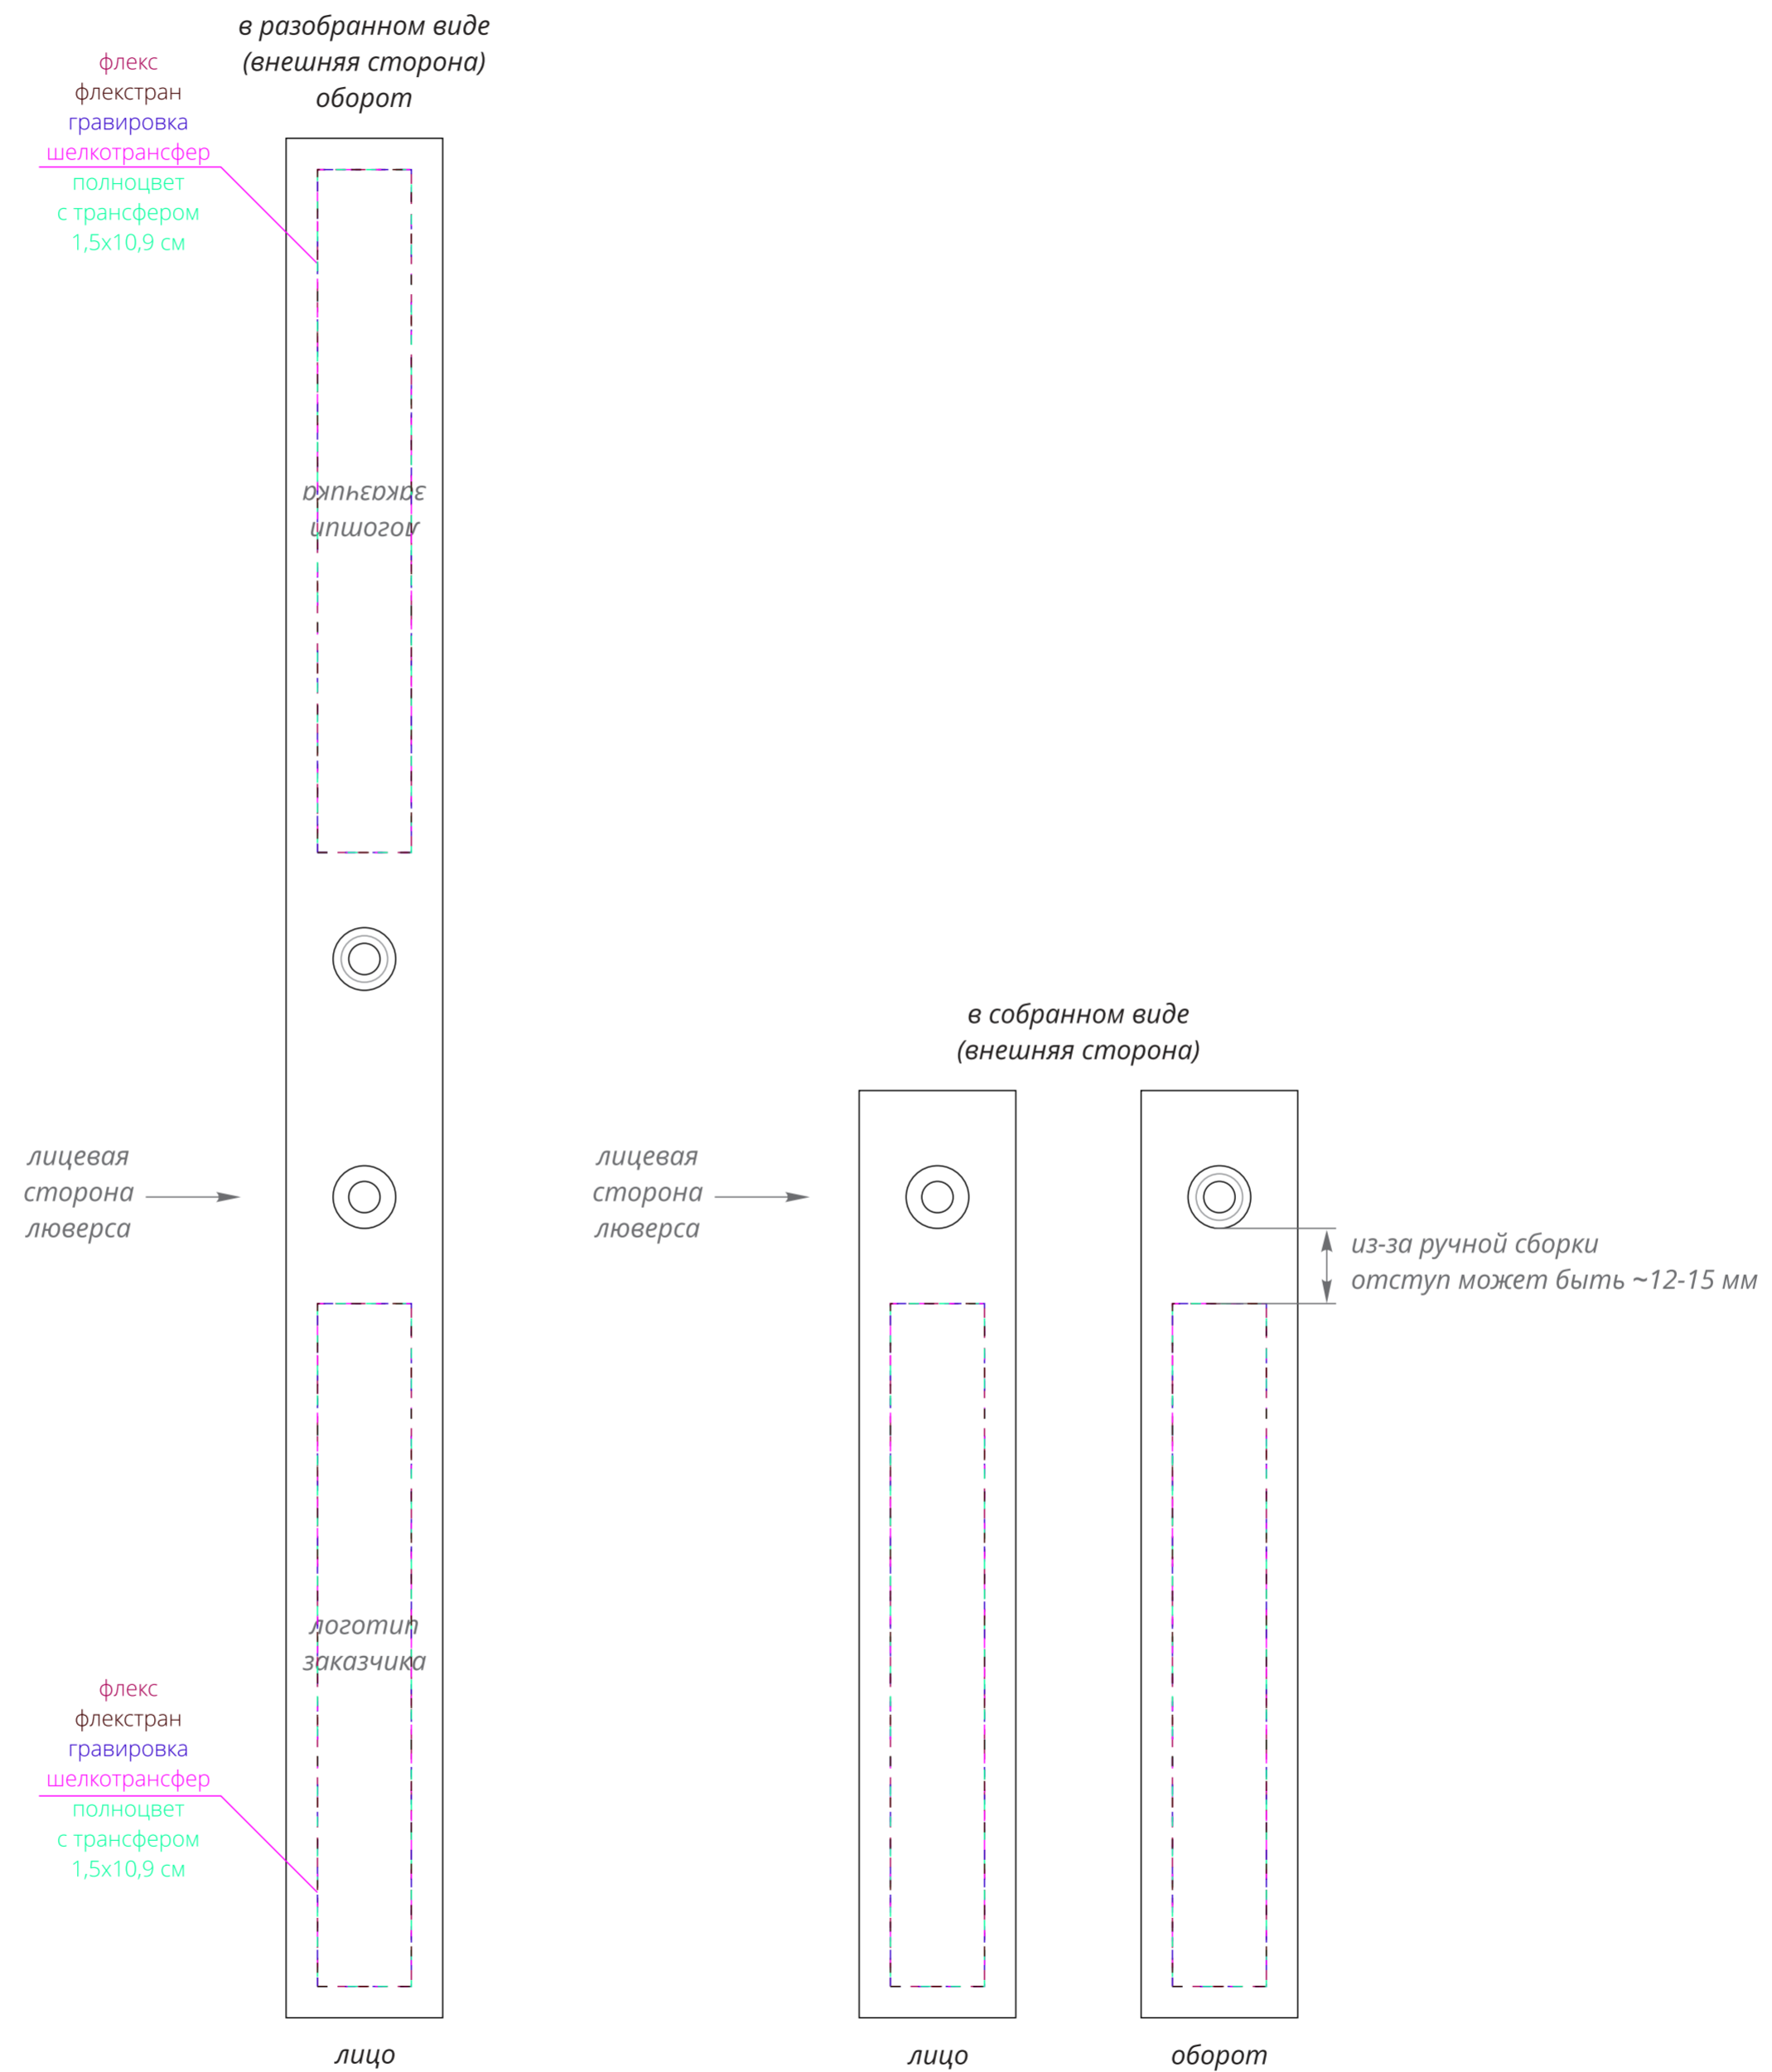 в разобранном виде
(внешняя сторона)
оборот
флекс
флекстран
гравировка
шелкотрансфер
полноцвет
с трансфером
1,5х10,9 см
логотип
заказчика
в собранном виде
(внешняя сторона)
лицевая
сторона
люверса
лицевая
сторона
люверса
из-за ручной сборки
отступ может быть ~12-15 мм
логотип
заказчика
флекс
флекстран
гравировка
шелкотрансфер
полноцвет
с трансфером
1,5х10,9 см
лицо
лицо
оборот